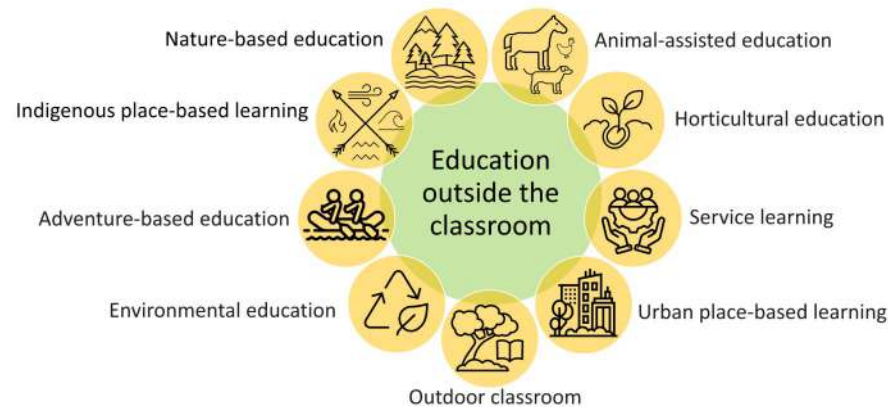 Nature-based education
Animal-assisted education
Indigenous place-based learning
Horticultural education
Education
outside the
classroom
Adventure-based education
Service learning
Environmental education
Urban place-based learning
Outdoor classroom